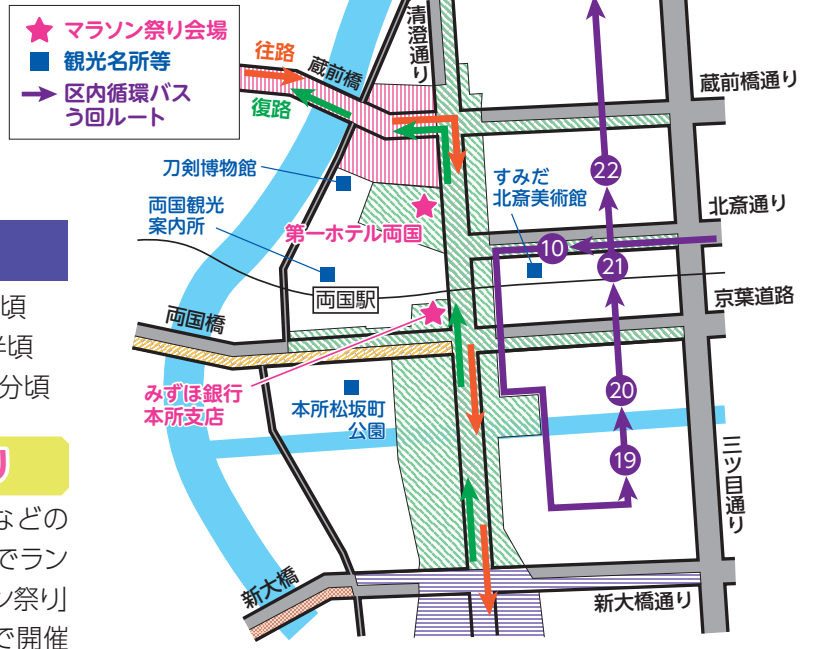 マラソン祭り会場
観光名所等
区内循環バス
う回ルート
往路
復路
蔵前橋
清澄通り
蔵前橋通り
刀剣博物館
両国観光
案内所
第一ホテル両国
すみだ
北斎美術館
22
北斎通り
10
21
両国駅
京葉道路
両国橋
みずほ銀行
本所支店
本所松坂町
公園
20
19
三ツ目通り
新大橋
新大橋通り
頃
半頃
分頃
り
などの
でラン
ン祭り」
で開催